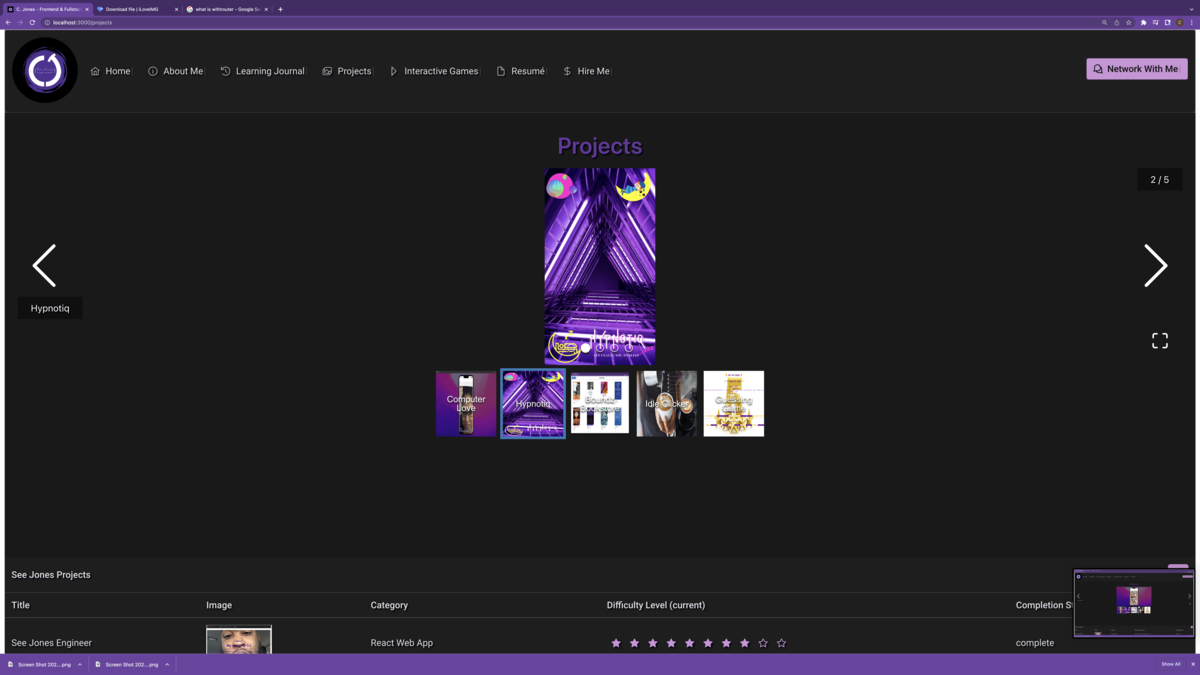 C. Jones - Frontend & Fullsta
Download file | iLoveIMG
what is withrouter - Google Se
localhost:3000/projects
Home
About Me
Learning Journal
Projects
Interactive Games
Resumé
Hire Me
Network With Me
Projects
2 / 5
Hypnotiq
HYPNOTIQ
Computer
Love
Hypnotiq
Boundz
Bookstore
Idle Clicker
Guessing
Game
See Jones Projects
Title
Image
Category
Difficulty Level (current)
Completion S
See Jones Engineer
React Web App
complete
Screen Shot 202....png
Screen Shot 202....png
Show All